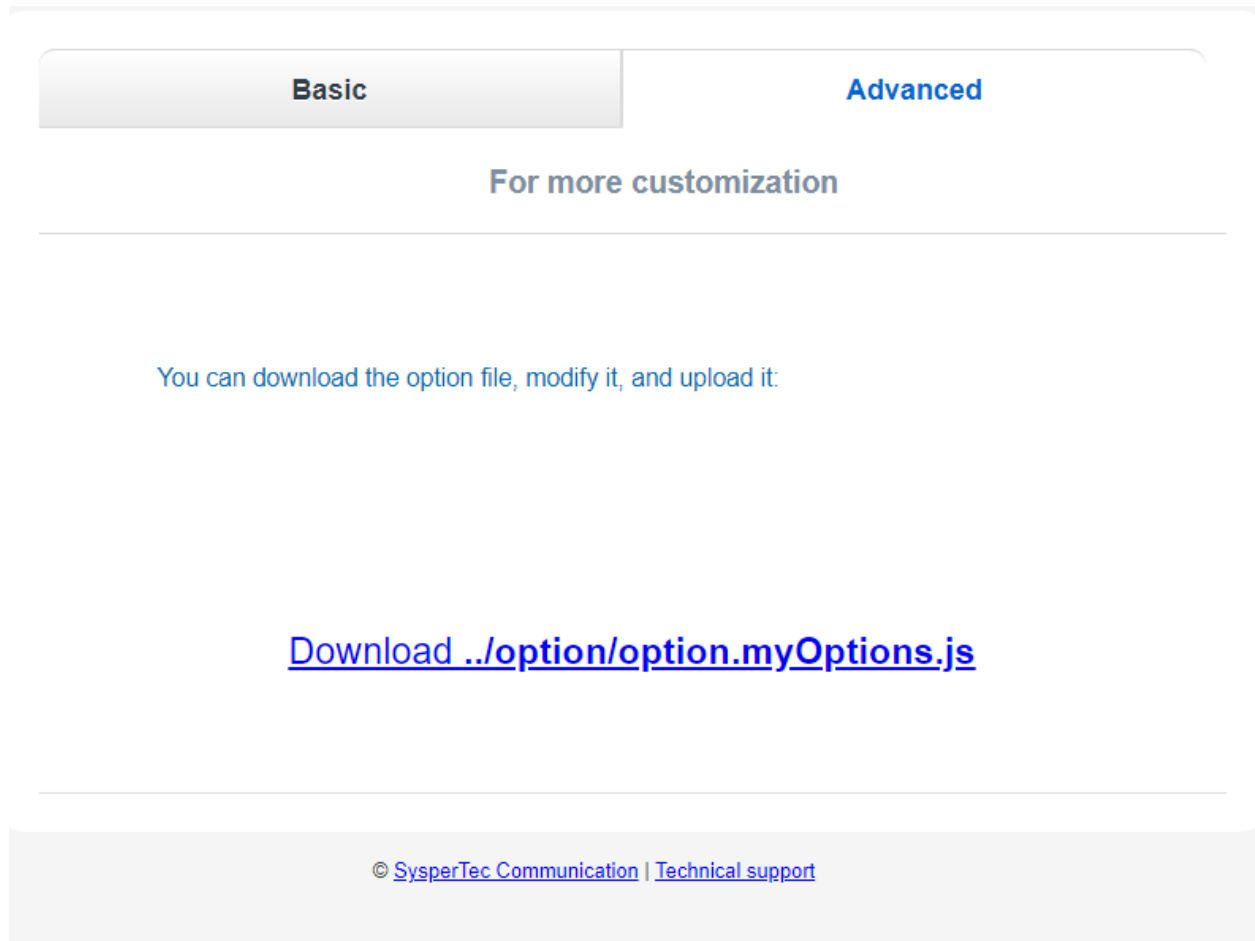 Basic Advanced
For more customization
You can download the option file, modify it, and upload it:
Download ../option/option.myOptions.js
© SysperTec Communication | Technical support